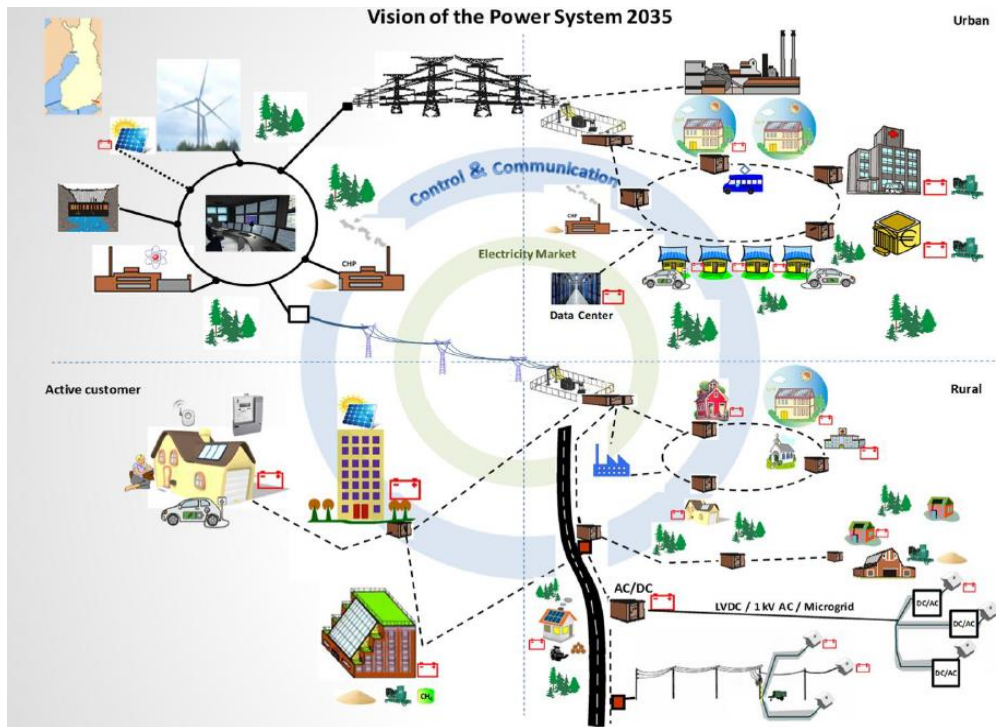 Vision of the Power System 2035
Urban
Control & Communication
CHP
CHP
Electricity Market
Data Center
Active customer
Rural
AC/DC
LVDC / 1 kV AC / Microgrid
DC/AC
DC/AC
DC/AC
CH₄